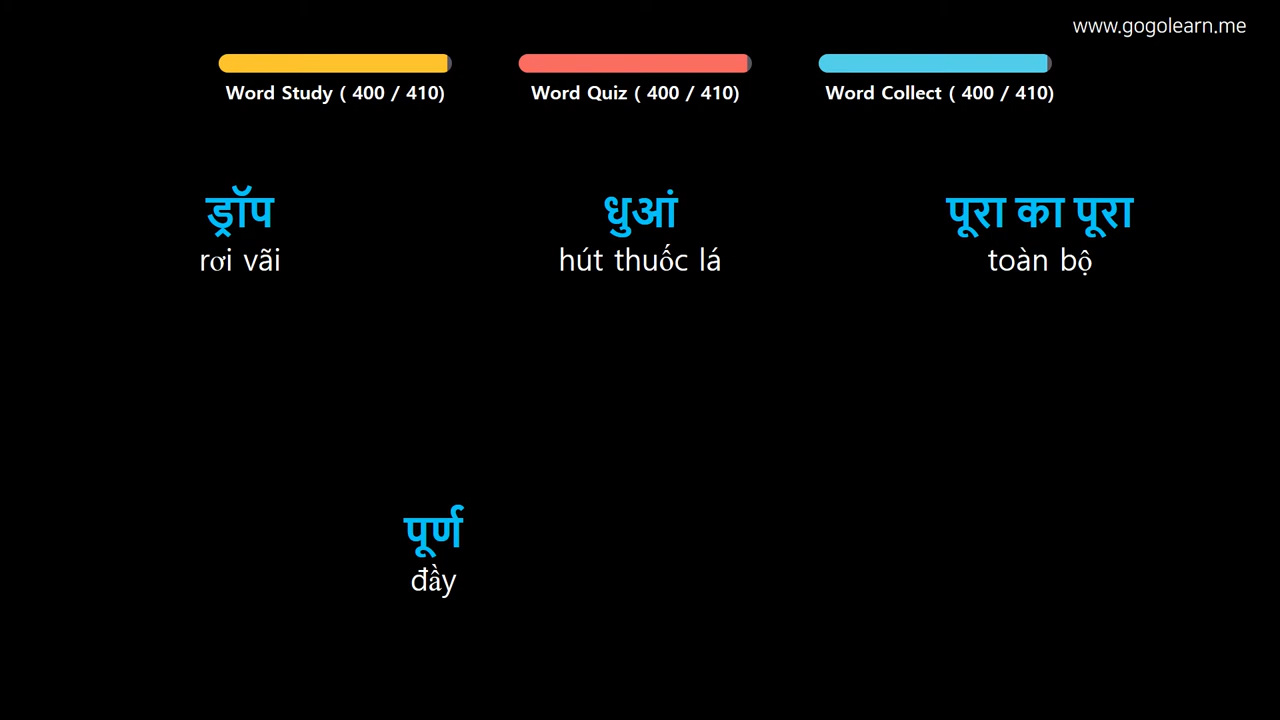 www.gogolearn.me
Word Study ( 400 / 410)
Word Quiz ( 400 / 410)
Word Collect ( 400 / 410)
ड्रॉप
rơi vãi
धुआं
hút thuốc lá
पूरा का पूरा
toàn bộ
पूर्ण
đầy